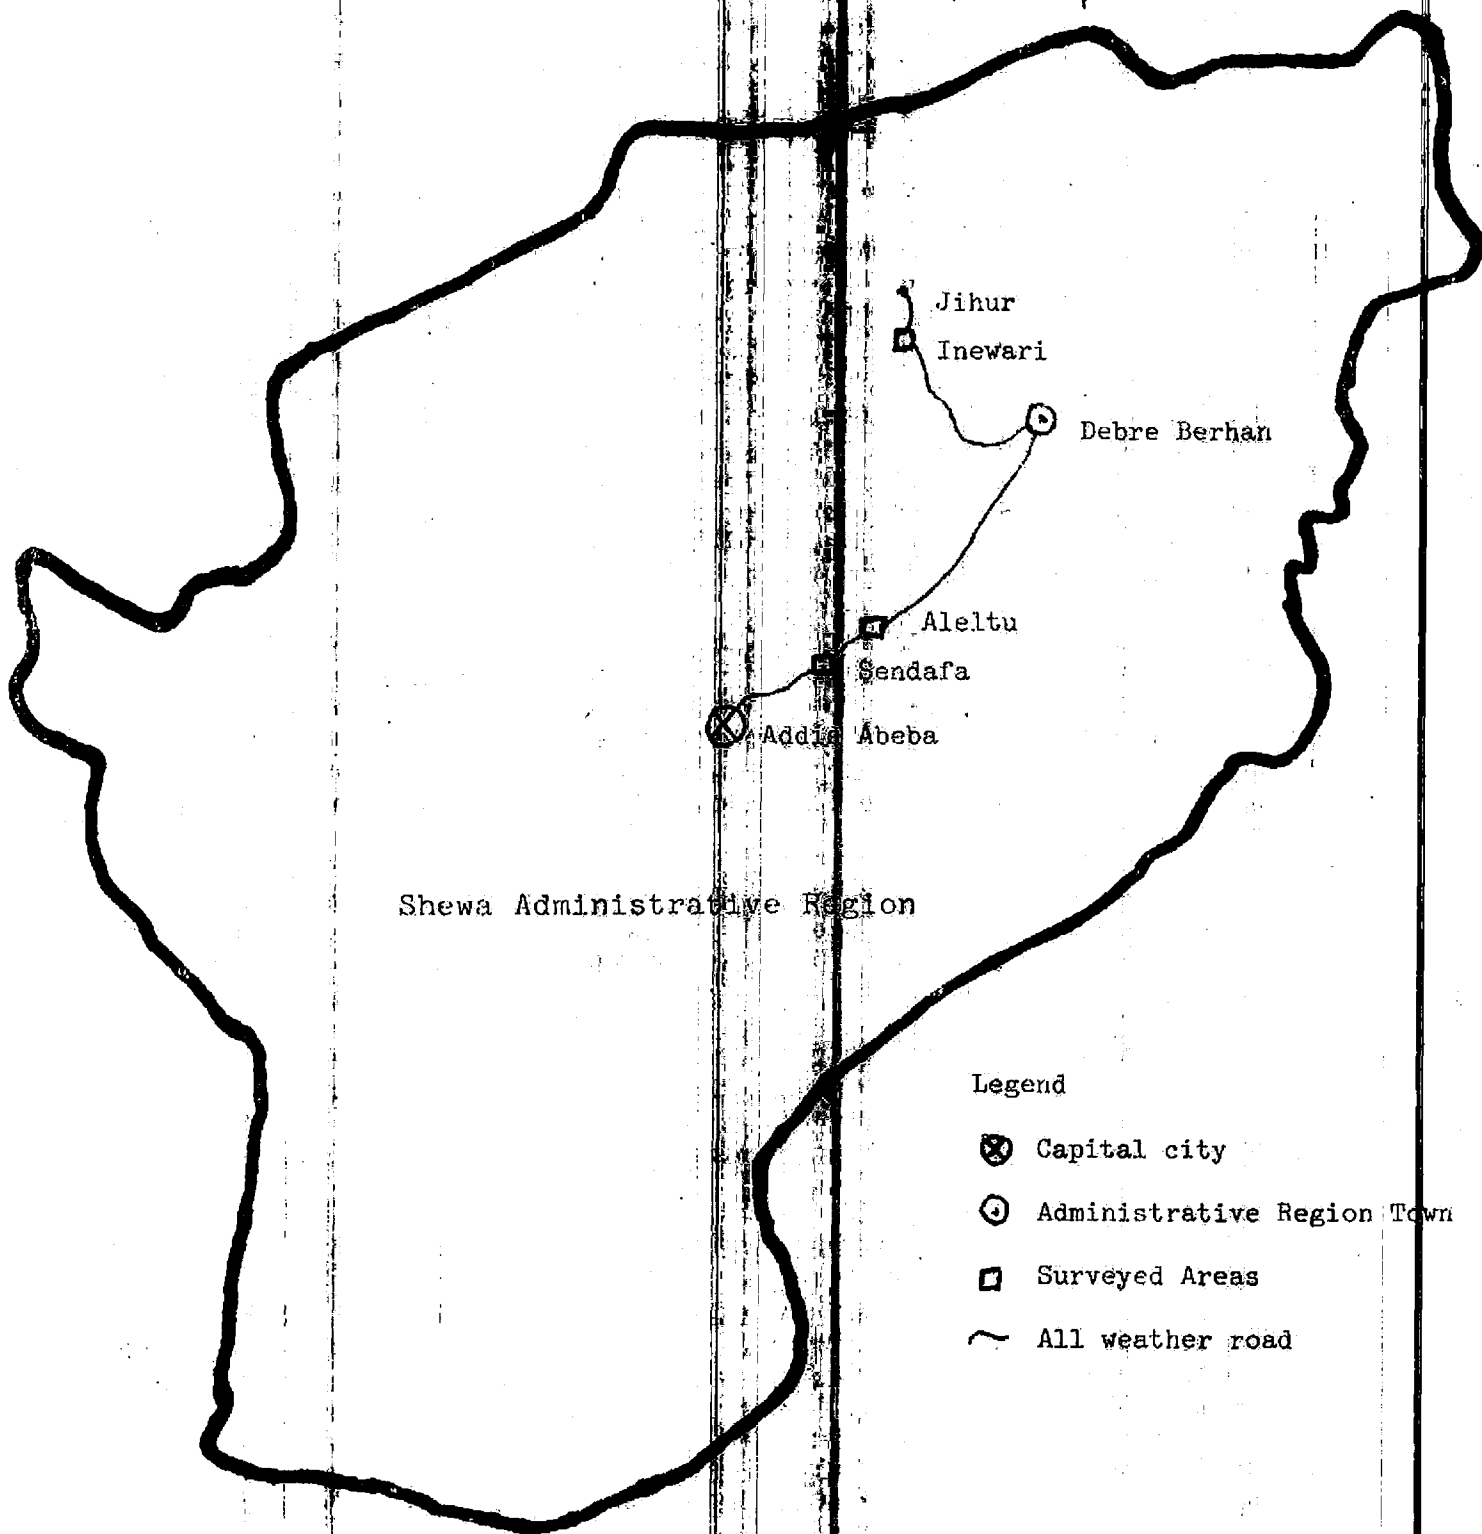 Jihur
Inewari
Debre Berhan
Aleltu
Sendafa
Addis Abeba
Shewa Administrative Region
Legend
Capital city
Administrative Region Town
Surveyed Areas
All weather road